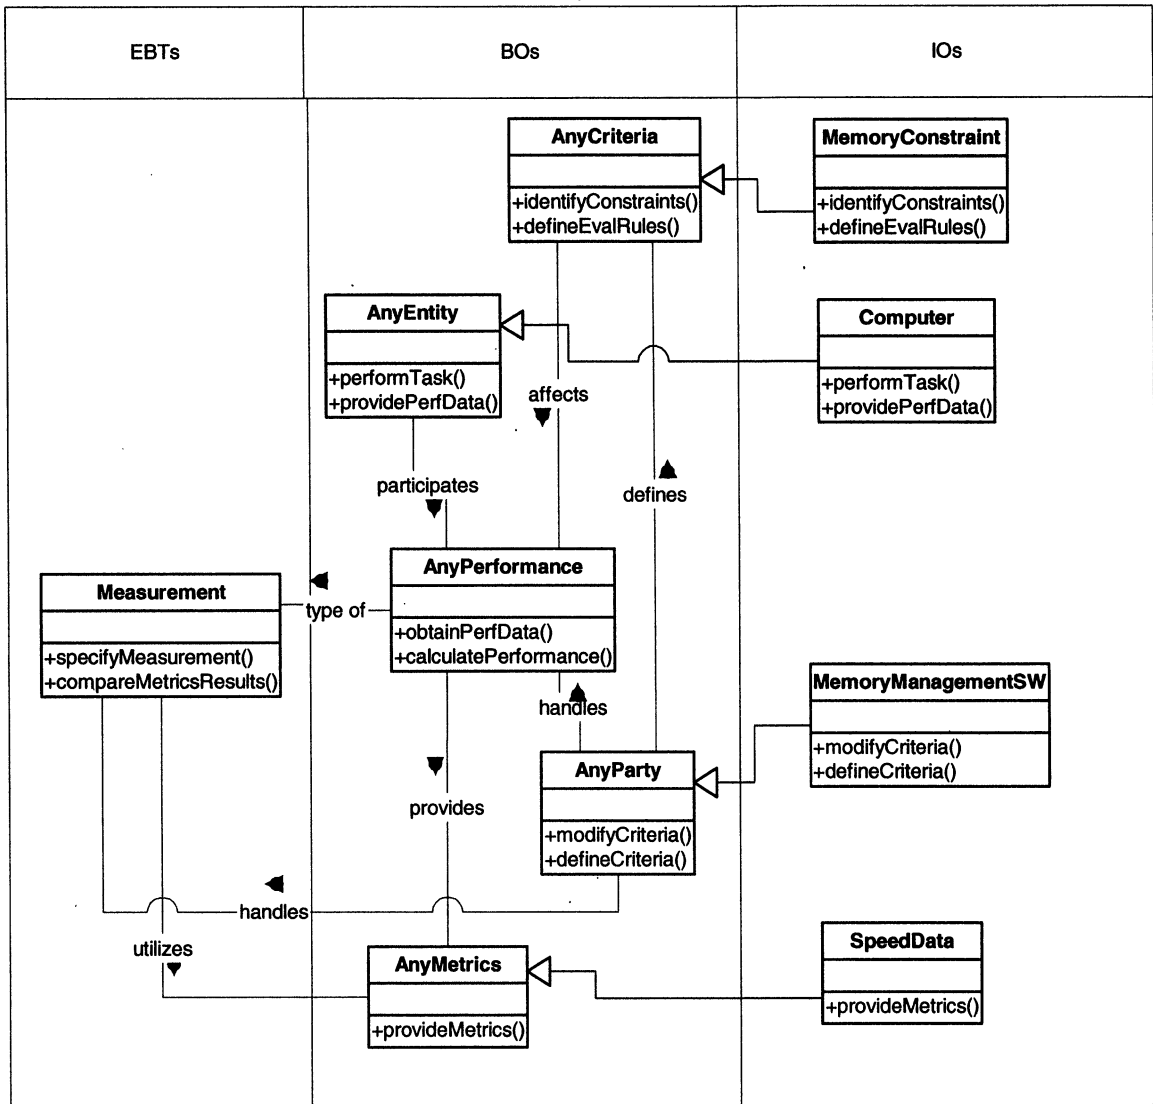 EBTs
BOs
IOs
AnyCriteria
+identifyConstraints()
+defineEvalRules()
MemoryConstraint
+identifyConstraints()
+defineEvalRules()
AnyEntity
+performTask()
+providePerfData()
Computer
+performTask()
+providePerfData()
affects
participates
defines
AnyPerformance
+obtainPerfData()
+calculatePerformance()
Measurement
+specifyMeasurement()
+compareMetricsResults()
type of
handles
MemoryManagementSW
+modifyCriteria()
+defineCriteria()
AnyParty
+modifyCriteria()
+defineCriteria()
provides
handles
utilizes
AnyMetrics
+provideMetrics()
SpeedData
+provideMetrics()